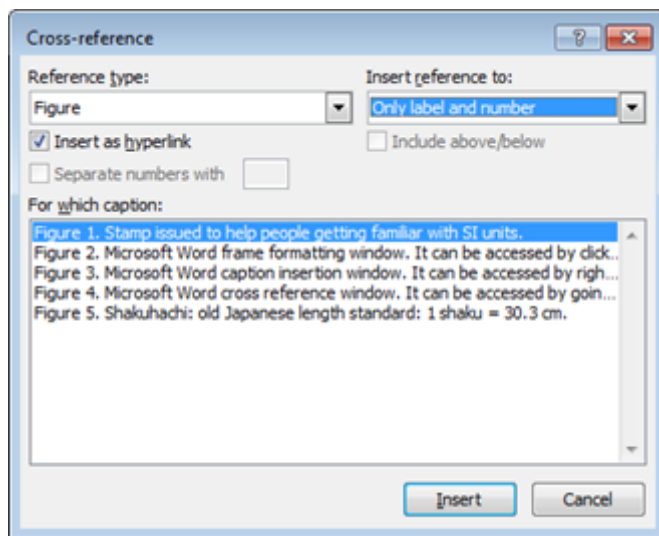 Cross-reference
Reference type:
Insert reference to:
Figure
Only label and number
Insert as hyperlink
Include above/below
Separate numbers with
For which caption:
Figure 1. Stamp issued to help people getting familiar with SI units.
Figure 2. Microsoft Word frame formatting window. It can be accessed by click...
Figure 3. Microsoft Word caption insertion window. It can be accessed by righ...
Figure 4. Microsoft Word cross reference window. It can be accessed by goin...
Figure 5. Shakuhachi: old Japanese length standard: 1 shaku = 30.3 cm.
Insert
Cancel